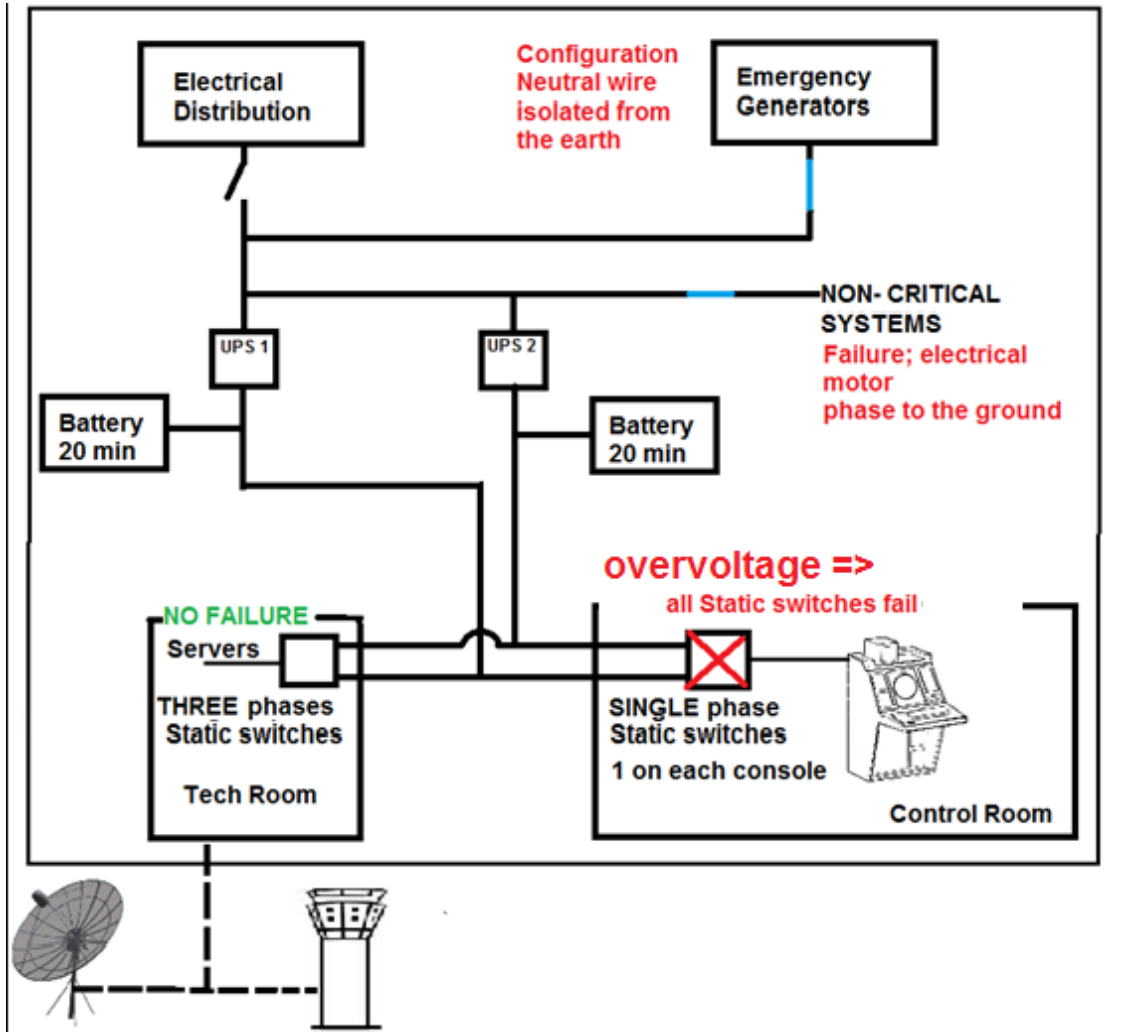 Electrical
Distribution
Configuration
Neutral wire
isolated from
the earth
Emergency
Generators
NON- CRITICAL
SYSTEMS
Failure; electrical
motor
phase to the ground
UPS 1
UPS 2
Battery
20 min
Battery
20 min
overvoltage =>
all Static switches fail
NO FAILURE
Servers
THREE phases
Static switches
Tech Room
SINGLE phase
Static switches
1 on each console
Control Room